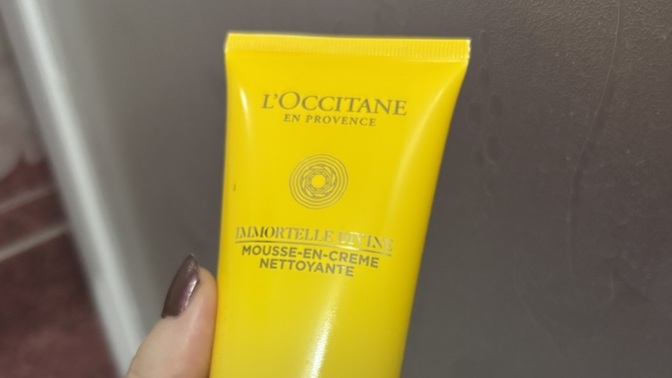 L'OCCITANE
EN PROVENCE
IMMORTELLE DIVINE
MOUSSE-EN-CREME
NETTOYANTE